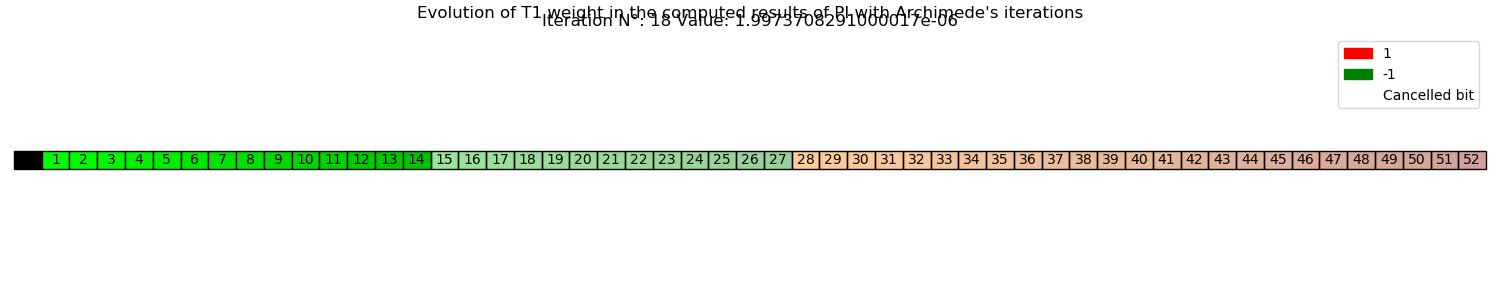 Evolution of T1 weight in the computed results of PI with Archimede's iterations
Iteration N°: 18 Value: 1.9973708291000017e-06
1
-1
Cancelled bit
1 2 3 4 5 6 7 8 9 10 11 12 13 14 15 16 17 18 19 20 21 22 23 24 25 26 27 28 29 30 31 32 33 34 35 36 37 38 39 40 41 42 43 44 45 46 47 48 49 50 51 52